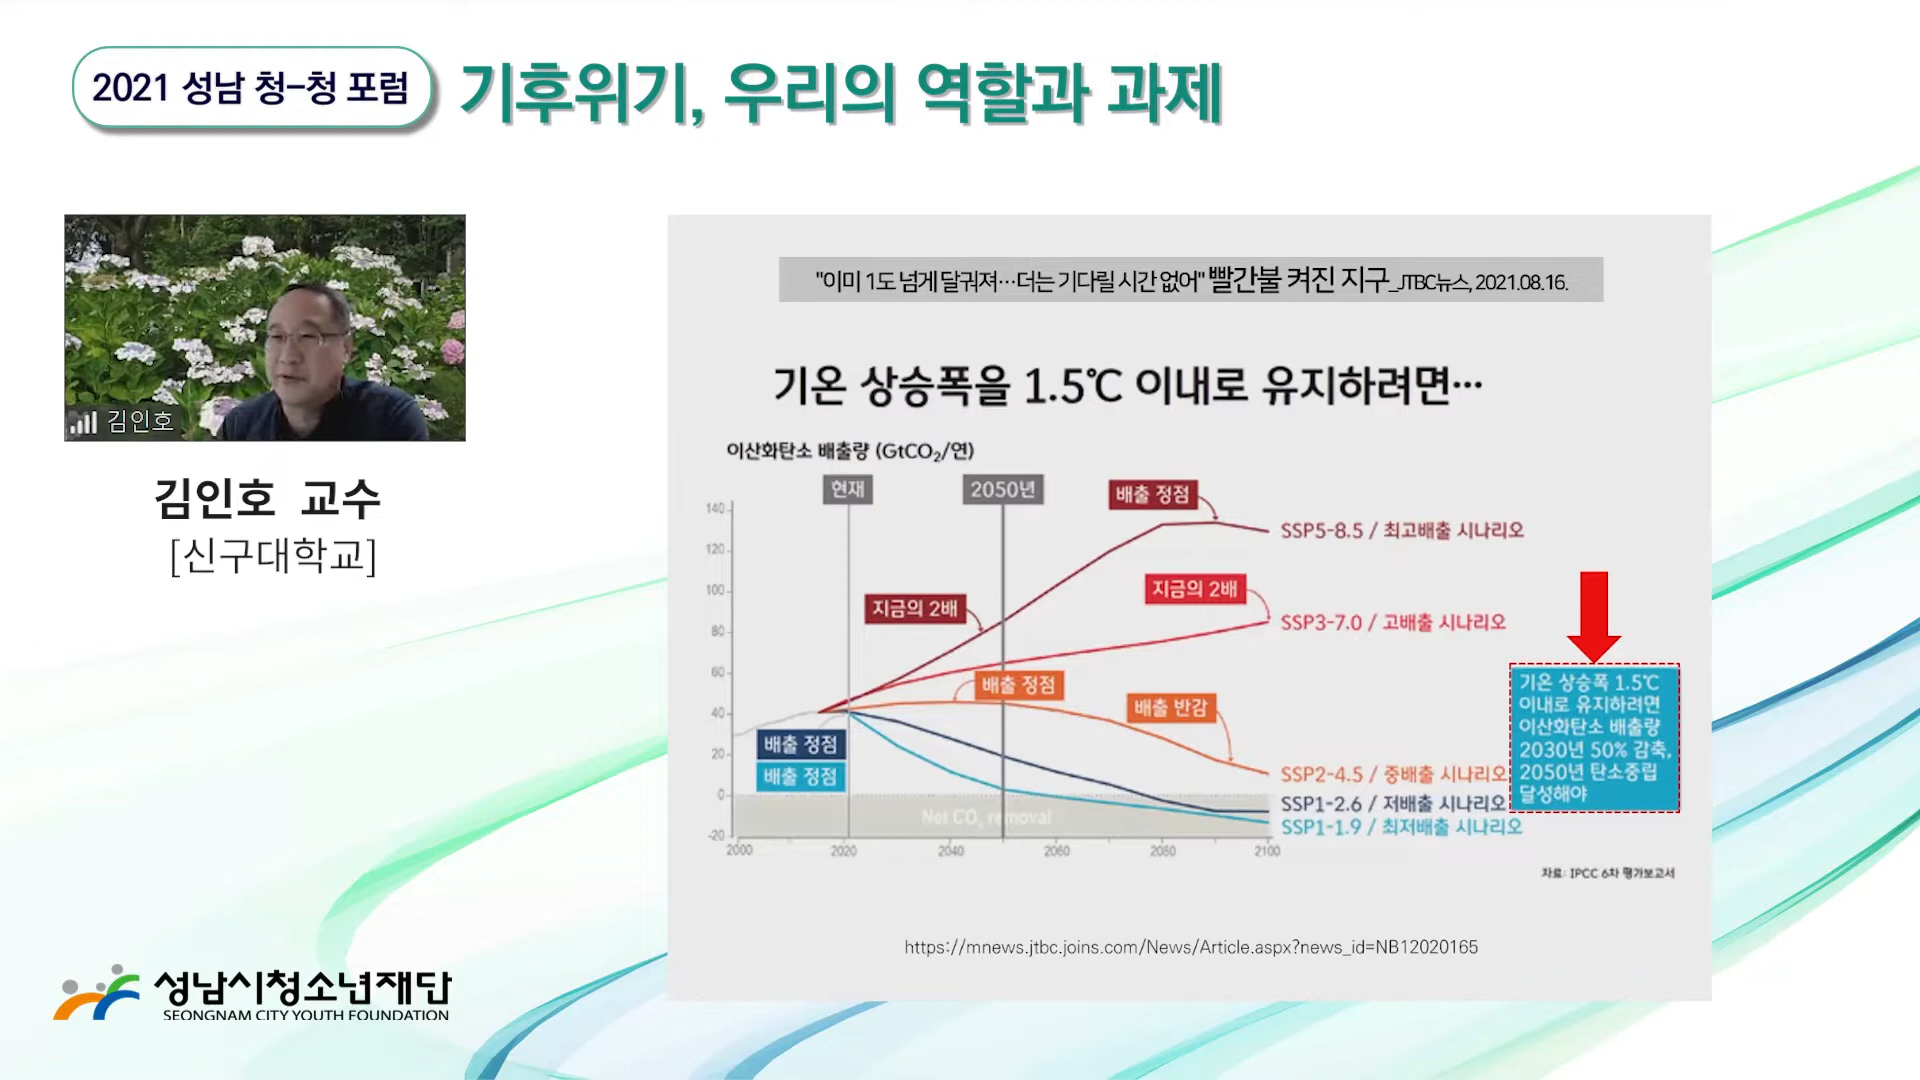 2021 성남 청-청 포럼
기후위기, 우리의 역할과 과제
김인호
김인호 교수
[신구대학교]
"이미 1도 넘게 달궈져…더는 기다릴 시간 없어" 빨간불 켜진 지구_JTBC뉴스, 2021.08.16.
기온 상승폭을 1.5℃ 이내로 유지하려면…
이산화탄소 배출량 (GtCO₂/연)
현재
2050년
배출 정점
140
120
100
80
60
40
20
0
-20
SSP5-8.5 / 최고배출 시나리오
지금의 2배
지금의 2배
SSP3-7.0 / 고배출 시나리오
배출 정점
배출 반감
배출 정점
배출 정점
SSP2-4.5 / 중배출 시나리오
SSP1-2.6 / 저배출 시나리오
SSP1-1.9 / 최저배출 시나리오
Net CO₂ removal
2000
2020
2040
2060
2080
2100
기온 상승폭 1.5℃
이내로 유지하려면
이산화탄소 배출량
2030년 50% 감축,
2050년 탄소중립
달성해야
자료: IPCC 6차 평가보고서
https://mnews.jtbc.joins.com/News/Article.aspx?news_id=NB12020165
성남시청소년재단
SEONGNAM CITY YOUTH FOUNDATION